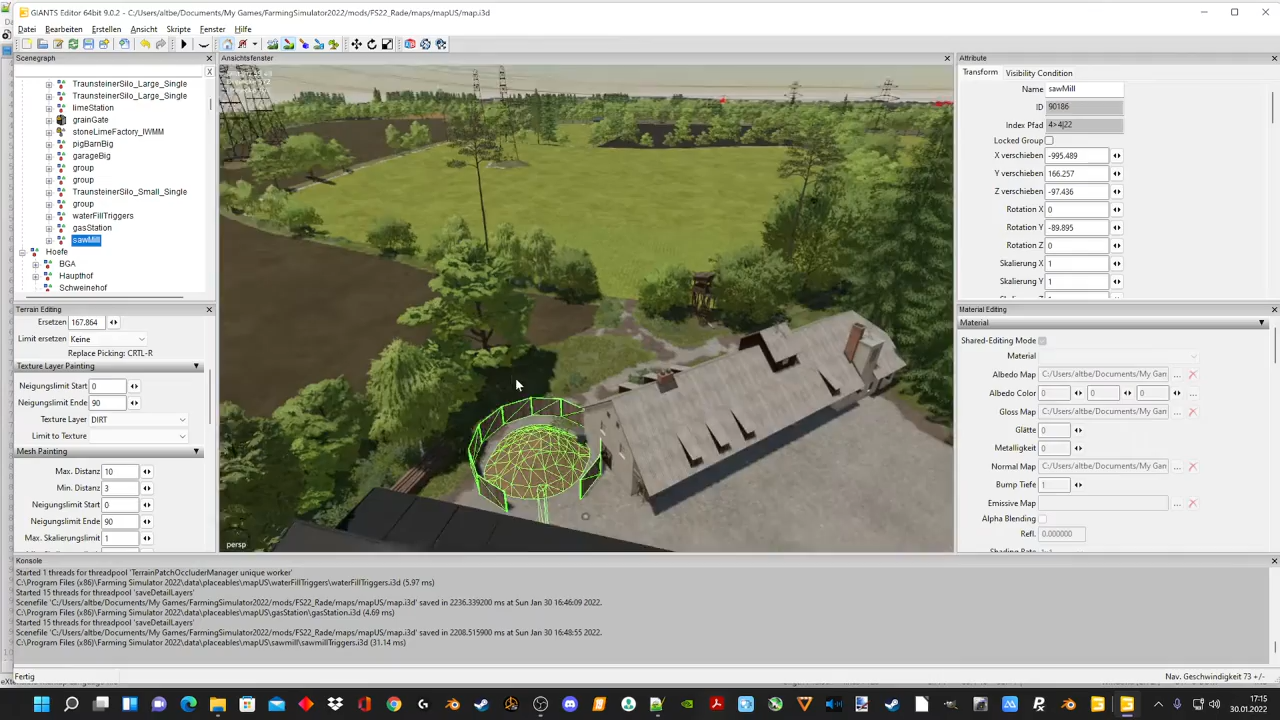 GIANTS Editor 64bit 9.0.2 - C:/Users/altbe/Documents/My Games/FarmingSimulator2022/mods/FS22_Rade/maps/mapUS/map.i3d
Datei Bearbeiten Erstellen Ansicht Skripte Fenster Hilfe
Scenegraph
X
TraunsteinerSilo_Large_Single
TraunsteinerSilo_Large_Single
limeStation
grainGate
stoneLimeFactory_IWMM
pigBarnBig
garageBig
group
group
TraunsteinerSilo_Small_Single
group
waterFillTriggers
gasStation
sawMill
Hoefe
BGA
Haupthof
Schweinehof
Terrain Editing
Ersetzen 167.864
Limit ersetzen Keine
Replace Picking: CRTL-R
Texture Layer Painting
Neigungslimit Start 0
Neigungslimit Ende 90
Texture Layer DIRT
Limit to Texture
Mesh Painting
Max. Distanz 10
Min. Distanz 3
Neigungslimit Start 0
Neigungslimit Ende 90
Max. Skalierungslimit 1
Ansichtsfenster
persp
Attribute
Transform Visibility Condition
Name sawMill
ID 90186
Index Pfad 4>4|22
Locked Group
X verschieben -995.489
Y verschieben 166.257
Z verschieben -97.436
Rotation X 0
Rotation Y -89.895
Rotation Z 0
Skalierung X 1
Skalierung Y 1
Material Editing
Material
Shared-Editing Mode
Material
Albedo Map C:/Users/altbe/Documents/My Gan ...
Albedo Color 0 0 0 ...
Gloss Map C:/Users/altbe/Documents/My Gan ...
Glätte 0
Metalligkeit 0
Normal Map C:/Users/altbe/Documents/My Gan ...
Bump Tiefe 1
Emissive Map ...
Alpha Blending
Refl. 0.000000
Konsole
Started 1 threads for threadpool 'TerrainPatchOccluderManager unique worker'
C:\Program Files (x86)\Farming Simulator 2022\data\placeables\mapUS\waterFillTriggers\waterFillTriggers.i3d (5.97 ms)
Started 15 threads for threadpool 'saveDetailLayers'
Scenefile 'C:/Users/altbe/Documents/My Games/FarmingSimulator2022/mods/FS22_Rade/maps/mapUS/map.i3d' saved in 2236.339200 ms at Sun Jan 30 16:46:09 2022.
C:\Program Files (x86)\Farming Simulator 2022\data\placeables\mapUS\gasStation\gasStation.i3d (4.69 ms)
Started 15 threads for threadpool 'saveDetailLayers'
Scenefile 'C:/Users/altbe/Documents/My Games/FarmingSimulator2022/mods/FS22_Rade/maps/mapUS/map.i3d' saved in 2208.515900 ms at Sun Jan 30 16:48:55 2022.
C:\Program Files (x86)\Farming Simulator 2022\data\placeables\mapUS\sawmill\sawmillTriggers.i3d (31.14 ms)
Fertig
Nav. Geschwindigkeit 73 +/-
17:15
30.01.2022